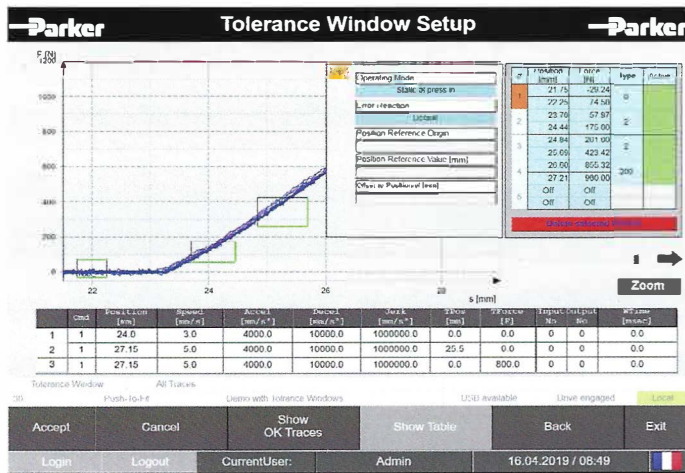 Parker Tolerance Window Setup Parker
F [N]
1200
1000
800
600
400
200
0
22 24 26 28
s [mm]
Operating Mode
Static or press in
Error Reaction
Default
Position Reference Origin
Position Reference Value [mm]
Offset to Positionof [mm]
# Position [mm] Force [N] Type Active
1 21.75 -29.24 0
22.25 74.50
2 23.70 57.97 2
24.44 175.00
3 24.84 261.60 2
25.69 423.42
4 26.60 855.32 200
27.21 960.00
5 Off Off
Off Off
Zoom
Cmd Position [mm] Speed [mm/s] Accel [mm/s²] Decel [mm/s²] Jerk [mm/s³] TPos [mm] TForce [F] Input No Output No WTime [msec]
1 1 24.0 3.0 4000.0 10000.0 1000000.0 0.0 0.0 0 0 0.0
2 1 27.15 5.0 4000.0 10000.0 1000000.0 25.5 0.0 0 0 0.0
3 1 27.15 5.0 4000.0 10000.0 1000000.0 0.0 800.0 0 0 0.0
Tolerance Window All Traces
30 Push-To-Fit Demo with Tolrence Windows USB available Drive engaged Local
Accept Cancel Show OK Traces Show Table Back Exit
Login Logout CurrentUser: Admin 16.04.2019 / 08:49